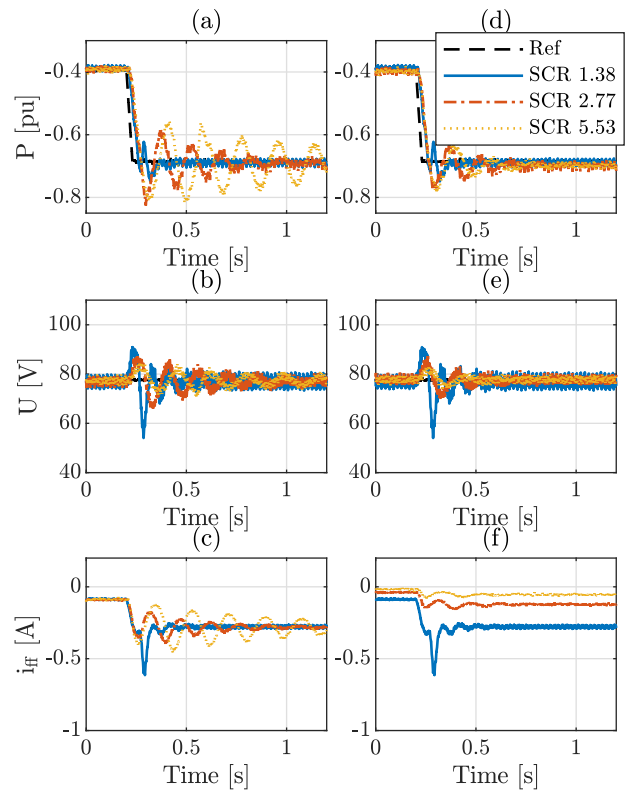 (a)
(d)
-0.4
-0.6
-0.8
P [pu]
0
0.5
1
Time [s]
-0.4
-0.6
-0.8
0
0.5
1
Time [s]
Ref
SCR 1.38
SCR 2.77
SCR 5.53
(b)
(e)
100
80
60
40
U [V]
0
0.5
1
Time [s]
100
80
60
40
0
0.5
1
Time [s]
(c)
(f)
0
-0.5
-1
i_ff [A]
0
0.5
1
Time [s]
0
-0.5
-1
0
0.5
1
Time [s]